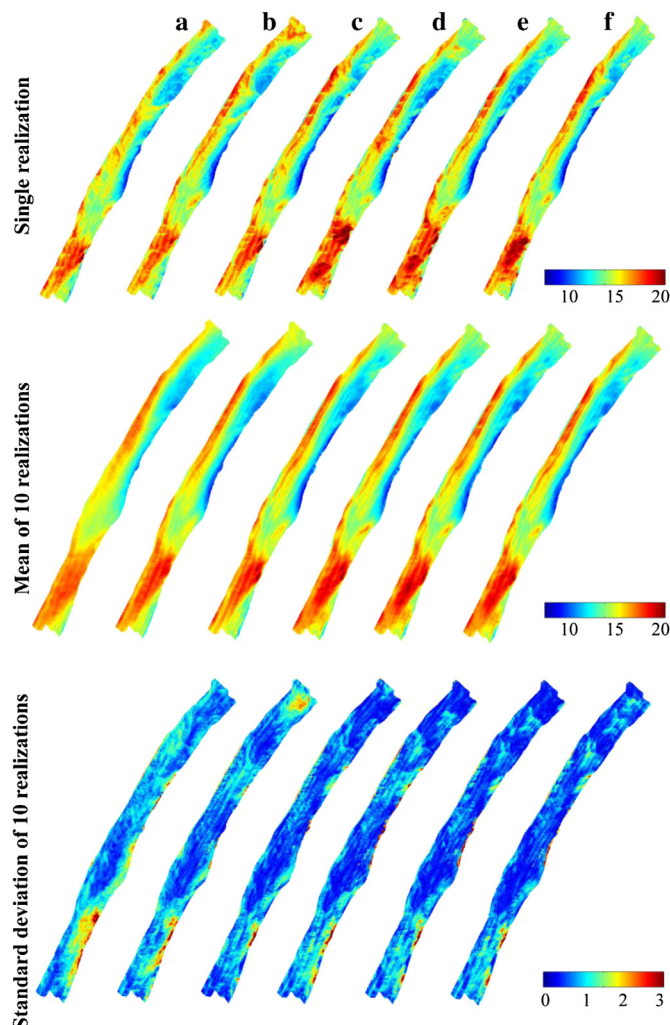 a b c d e f
Single realization
10 15 20
Mean of 10 realizations
10 15 20
Standard deviation of 10 realizations
0 1 2 3